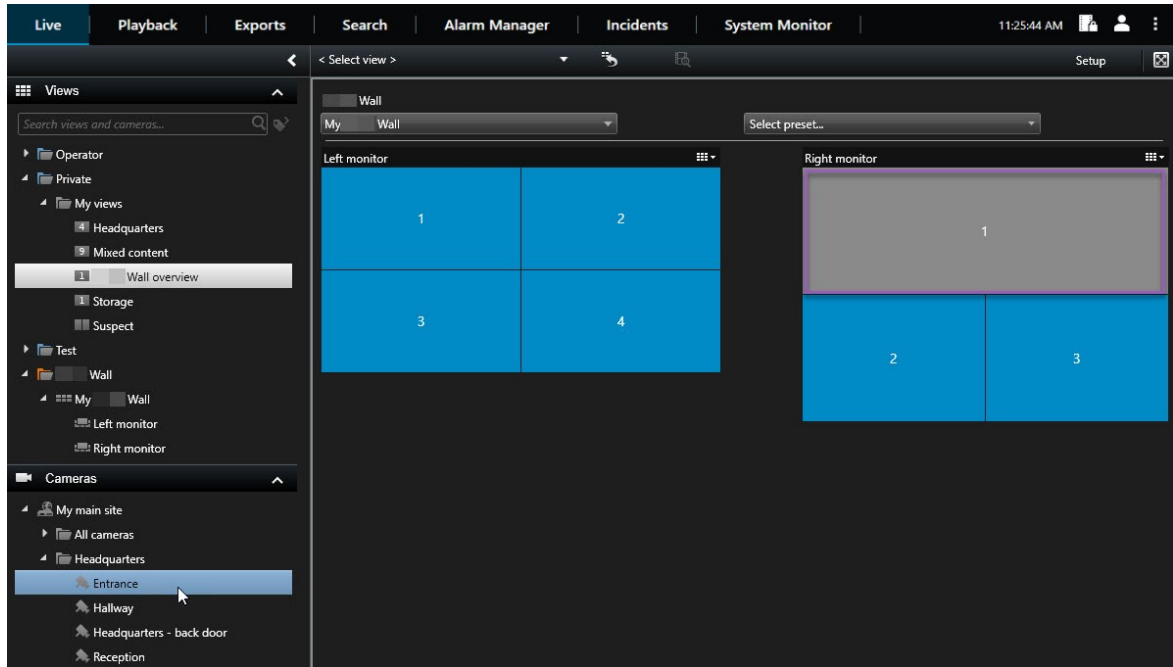 Live Playback Exports Search Alarm Manager Incidents System Monitor 11:25:44 AM
< Select view > Setup
Views
Search views and cameras...
Operator
Private
My views
4 Headquarters
9 Mixed content
1 Wall overview
1 Storage
Suspect
Test
Wall
My Wall
Left monitor
Right monitor
Cameras
My main site
All cameras
Headquarters
Entrance
Hallway
Headquarters - back door
Reception
Wall
My Wall Select preset...
Left monitor
1 2
3 4
Right monitor
1
2 3